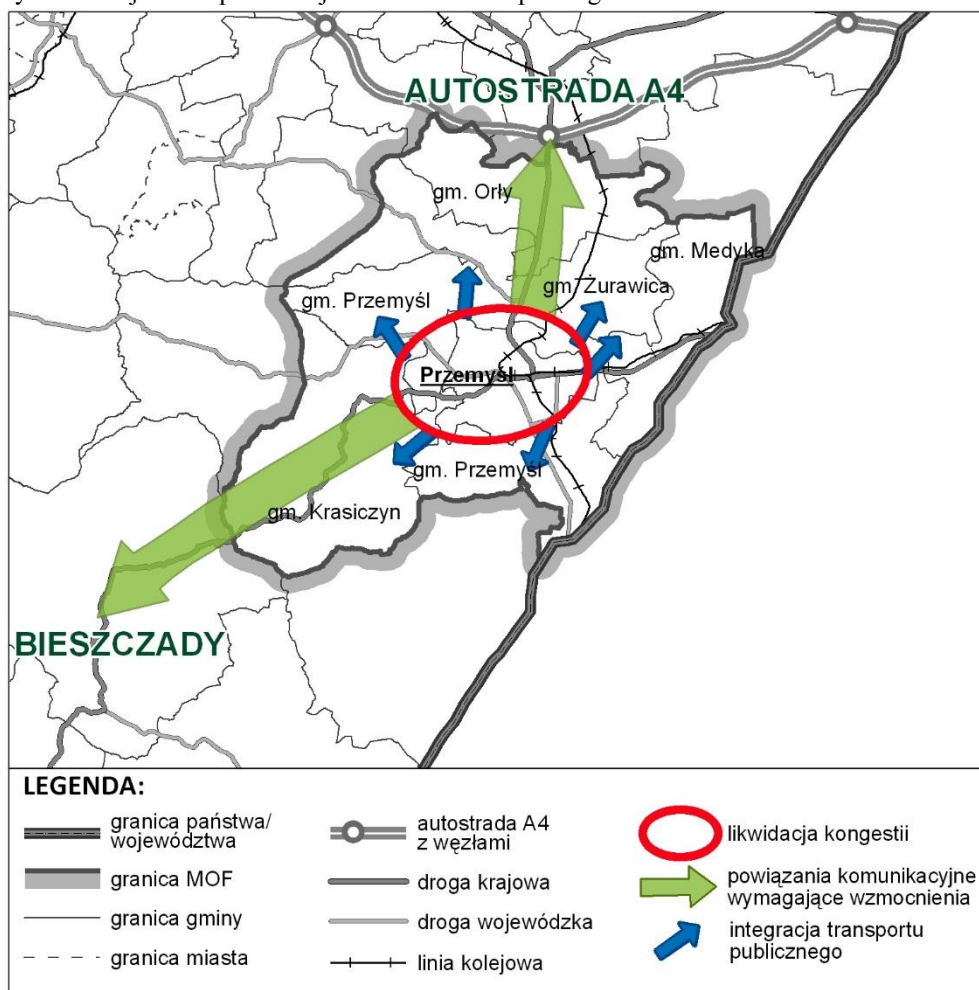 AUTOSTRADA A4
gm. Orły
gm. Medyka
gm. Żurawica
gm. Przemyśl
Przemyśl
gm. Przemyśl
gm. Krasiczyn
BIESZCZADY
LEGENDA:
granica państwa/
województwa
granica MOF
granica gminy
granica miasta
autostrada A4
z węzłami
droga krajowa
droga wojewódzka
linia kolejowa
likwidacja kongestii
powiązania komunikacyjne
wymagające wzmocnienia
integracja transportu
publicznego